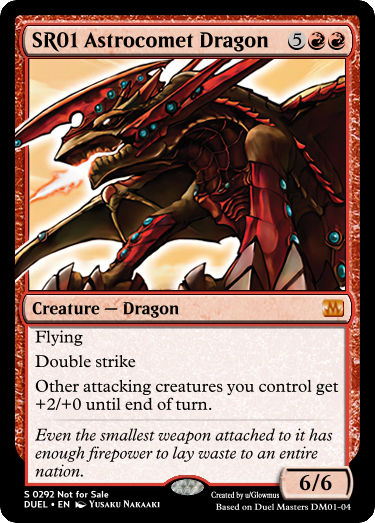 SR01 Astrocomet Dragon 5
Creature — Dragon
Flying
Double strike
Other attacking creatures you control get
+2/+0 until end of turn.
Even the smallest weapon attached to it has
enough firepower to lay waste to an entire
nation.
6/6
S 0292 Not for Sale
DUEL • EN Yusaku Nakaaki
Created by u/Glowmus
Based on Duel Masters DM01-04